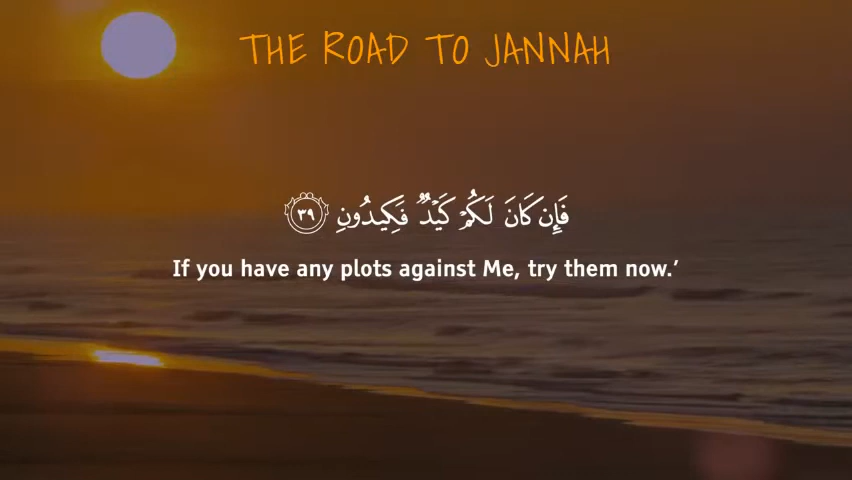 THE ROAD TO JANNAH
فَإِن كَانَ لَكُمْ كَيْدٌ فَكِيدُونِ ٣٩
If you have any plots against Me, try them now.’